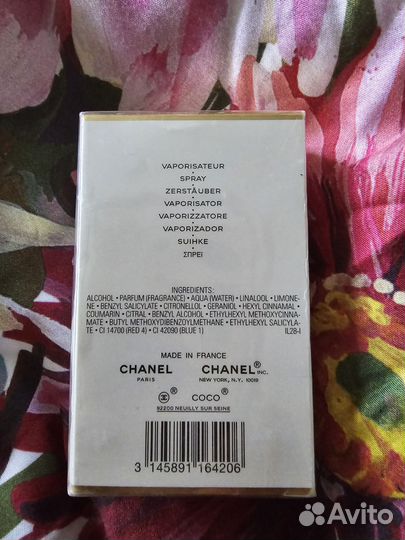 VAPORISATEUR
•
SPRAY
•
ZERSTÄUBER
•
VAPORISATOR
•
VAPORIZZATORE
•
VAPORIZADOR
•
SUIHKE
•
ΣΠΡΕΪ
INGREDIENTS:
ALCOHOL • PARFUM (FRAGRANCE) • AQUA (WATER) • LINALOOL • LIMONE-
NE • BENZYL SALICYLATE • CITRONELLOL • GERANIOL • HEXYL CINNAMAL •
COUMARIN • CITRAL • BENZYL ALCOHOL • ETHYLHEXYL METHOXYCINNA-
MATE • BUTYL METHOXYDIBENZOYLMETHANE • ETHYLHEXYL SALICYLA-
TE • CI 14700 (RED 4) • CI 42090 (BLUE 1) IL28-I
MADE IN FRANCE
CHANEL CHANEL® INC.
PARIS NEW YORK, N.Y. 10019
® COCO®
92200 NEUILLY SUR SEINE
3 145891 164206
Avito